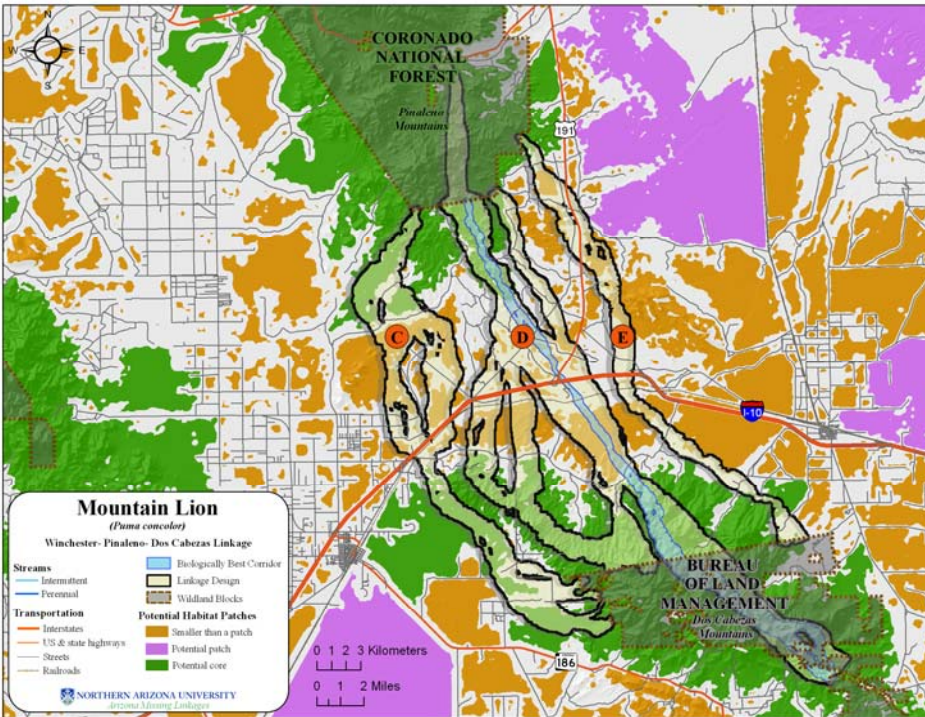 N
W E
S
CORONADO
NATIONAL
FOREST
Pinaleno
Mountains
191
C
D
E
I-10
BUREAU
OF LAND
MANAGEMENT
Dos Cabezas
Mountains
186
Mountain Lion
(Puma concolor)
Winchester- Pinaleno- Dos Cabezas Linkage
Streams
Intermittent
Perennial
Transportation
Interstates
US & state highways
Streets
Railroads
Biologically Best Corridor
Linkage Design
Wildland Blocks
Potential Habitat Patches
Smaller than a patch
Potential patch
Potential core
NORTHERN ARIZONA UNIVERSITY
Arizona Missing Linkages
0 1 2 3 Kilometers
0 1 2 Miles